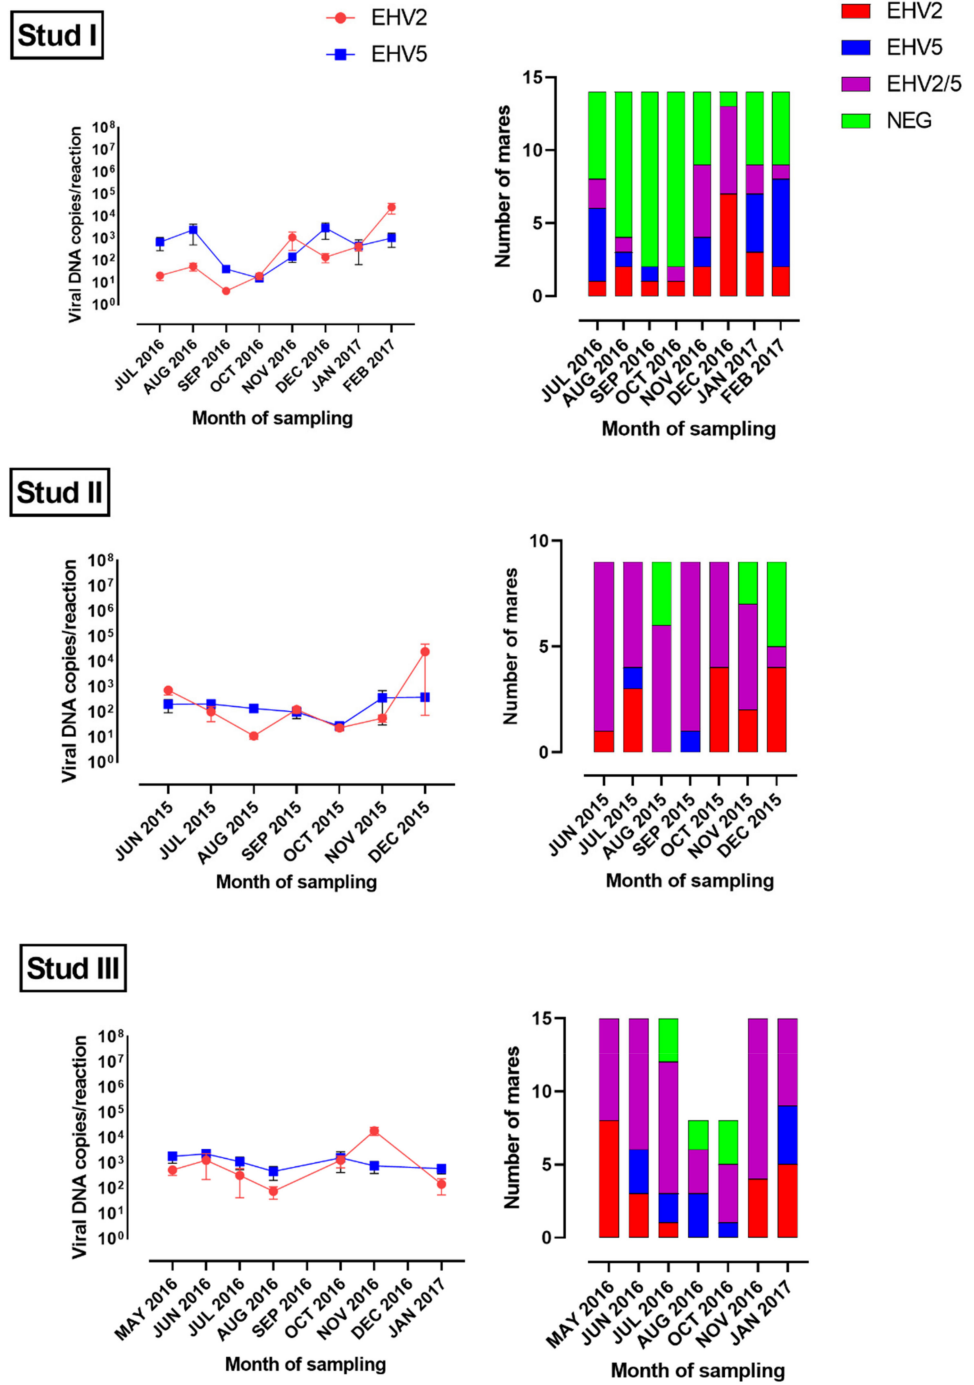 Stud I
EHV2
EHV5
EHV2
EHV5
EHV2/5
NEG
Viral DNA copies/reaction
10⁸
10⁷
10⁶
10⁵
10⁴
10³
10²
10¹
10⁰
JUL 2016
AUG 2016
SEP 2016
OCT 2016
NOV 2016
DEC 2016
JAN 2017
FEB 2017
Month of sampling
Number of mares
15
10
5
0
JUL 2016
AUG 2016
SEP 2016
OCT 2016
NOV 2016
DEC 2016
JAN 2017
FEB 2017
Month of sampling
Stud II
Viral DNA copies/reaction
10⁸
10⁷
10⁶
10⁵
10⁴
10³
10²
10¹
10⁰
JUN 2015
JUL 2015
AUG 2015
SEP 2015
OCT 2015
NOV 2015
DEC 2015
Month of sampling
Number of mares
10
5
0
JUN 2015
JUL 2015
AUG 2015
SEP 2015
OCT 2015
NOV 2015
DEC 2015
Month of sampling
Stud III
Viral DNA copies/reaction
10⁸
10⁷
10⁶
10⁵
10⁴
10³
10²
10¹
10⁰
MAY 2016
JUN 2016
JUL 2016
AUG 2016
SEP 2016
OCT 2016
NOV 2016
DEC 2016
JAN 2017
Month of sampling
Number of mares
15
10
5
0
MAY 2016
JUN 2016
JUL 2016
AUG 2016
OCT 2016
NOV 2016
JAN 2017
Month of sampling